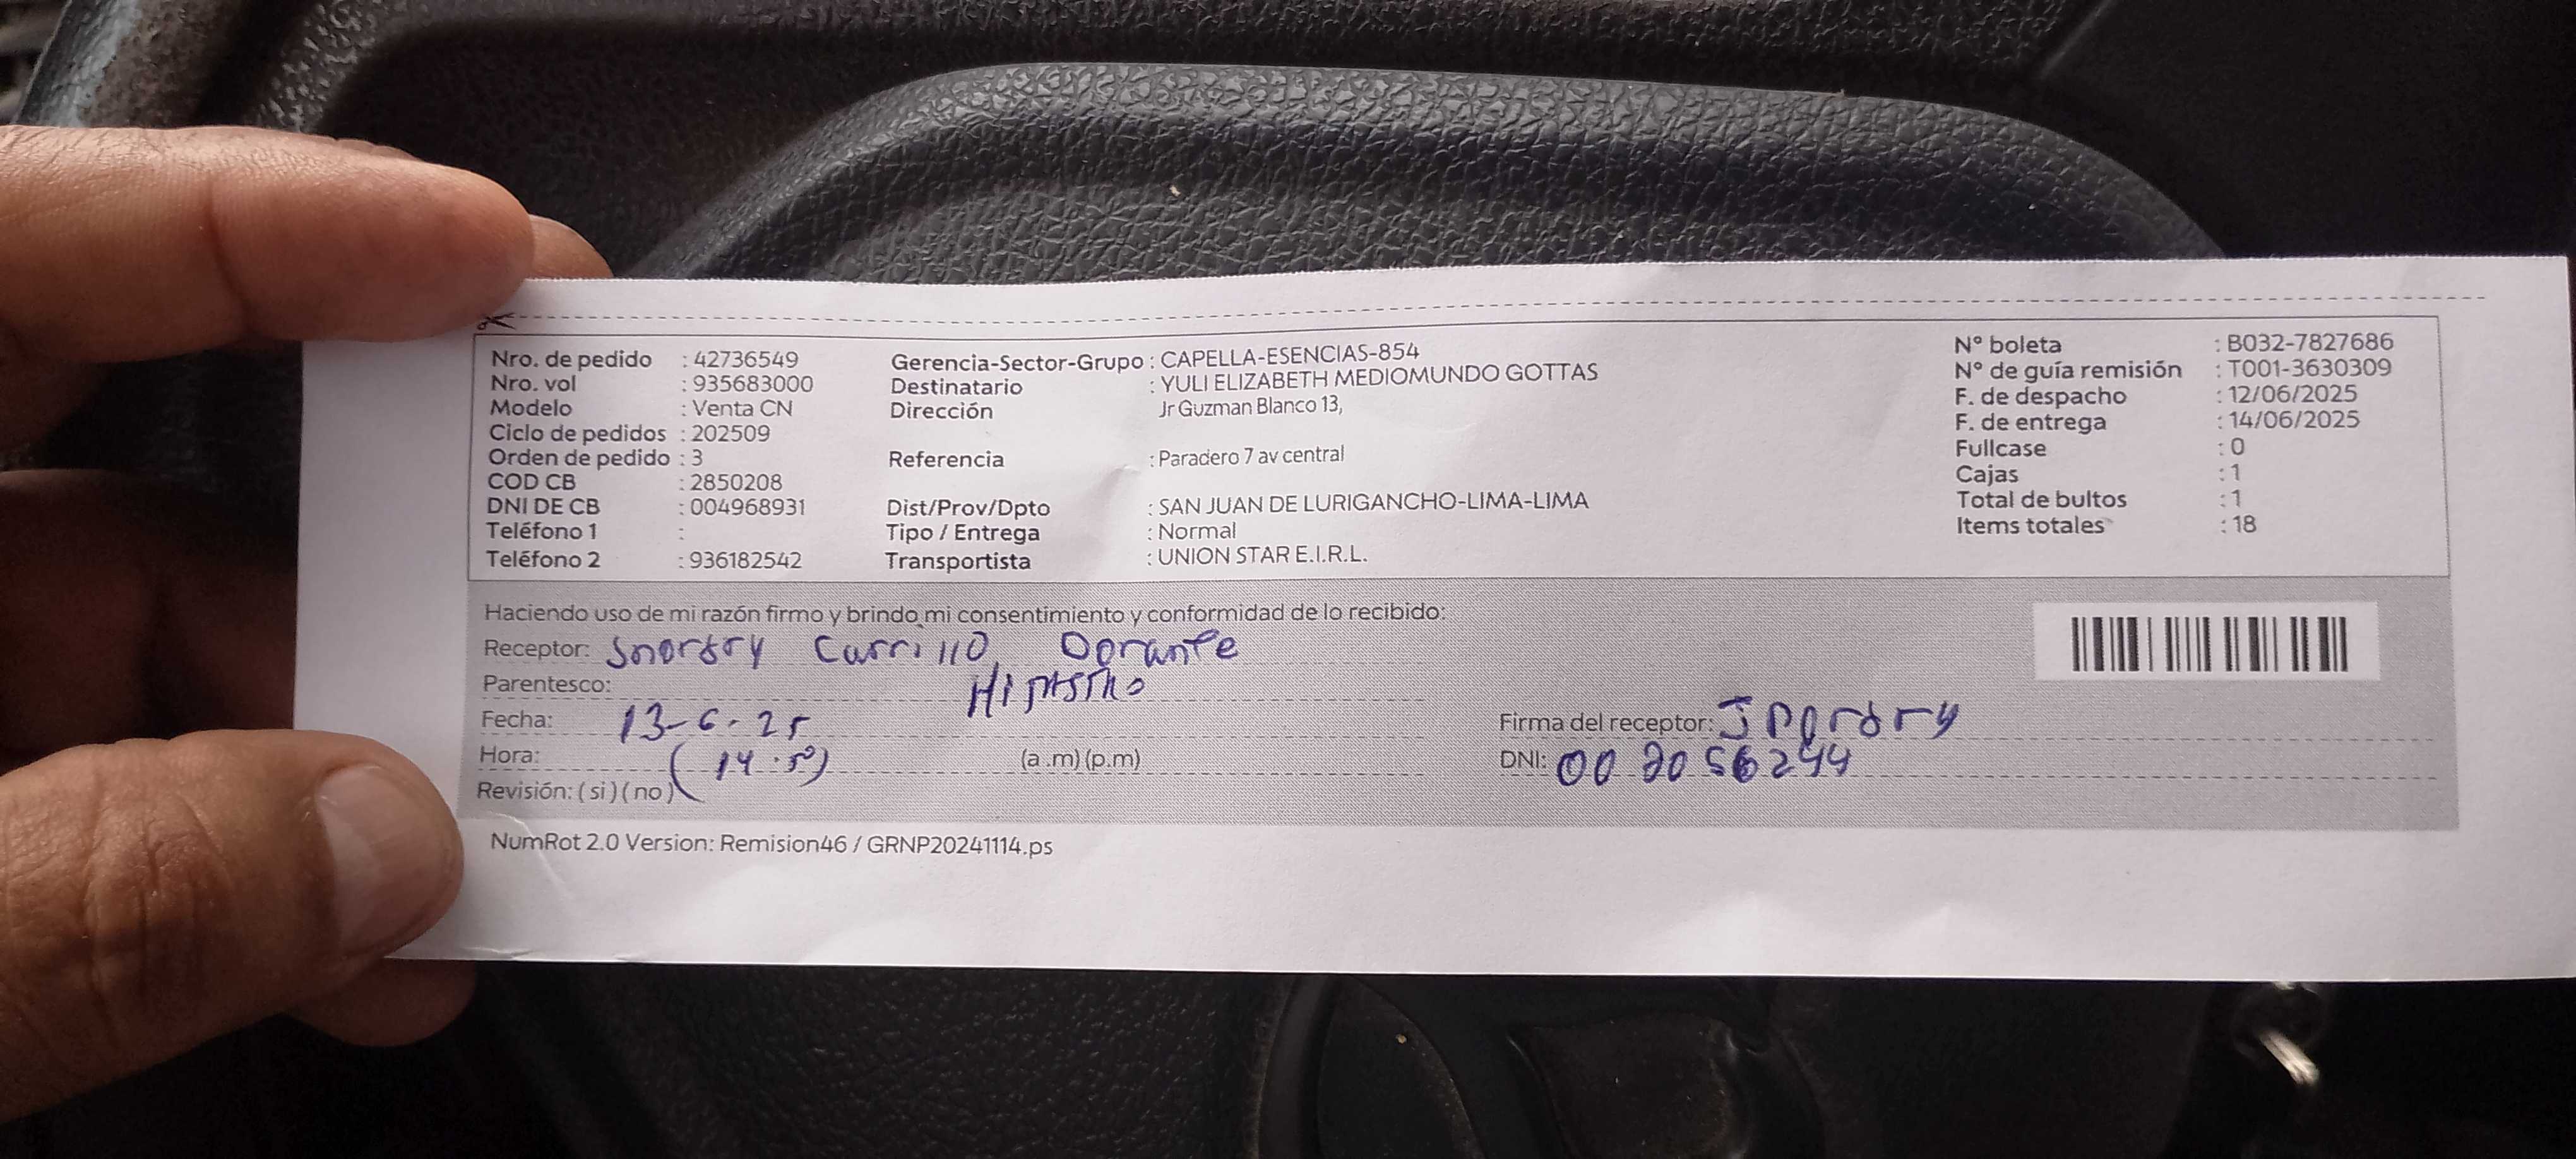 Nro. de pedido : 42736549
Nro. vol : 935683000
Modelo : Venta CN
Ciclo de pedidos : 202509
Orden de pedido : 3
COD CB : 2850208
DNI DE CB : 004968931
Teléfono 1 :
Teléfono 2 : 936182542
Gerencia-Sector-Grupo : CAPELLA-ESENCIAS-854
Destinatario : YULI ELIZABETH MEDIOMUNDO GOTTAS
Dirección Jr Guzman Blanco 13,
Referencia : Paradero 7 av central
Dist/Prov/Dpto : SAN JUAN DE LURIGANCHO-LIMA-LIMA
Tipo / Entrega : Normal
Transportista : UNION STAR E.I.R.L.
N° boleta : B032-7827686
N° de guía remisión : T001-3630309
F. de despacho : 12/06/2025
F. de entrega : 14/06/2025
Fullcase : 0
Cajas : 1
Total de bultos : 1
Items totales : 18
Haciendo uso de mi razón firmo y brindo mi consentimiento y conformidad de lo recibido:
Receptor: Carrillo
Parentesco: Hijastro
Fecha: 13-6-25
Hora: (14.50) (a .m) (p.m)
Revisión: ( si ) ( no )
Firma del receptor:
DNI:
NumRot 2.0 Version: Remision46 / GRNP20241114.ps